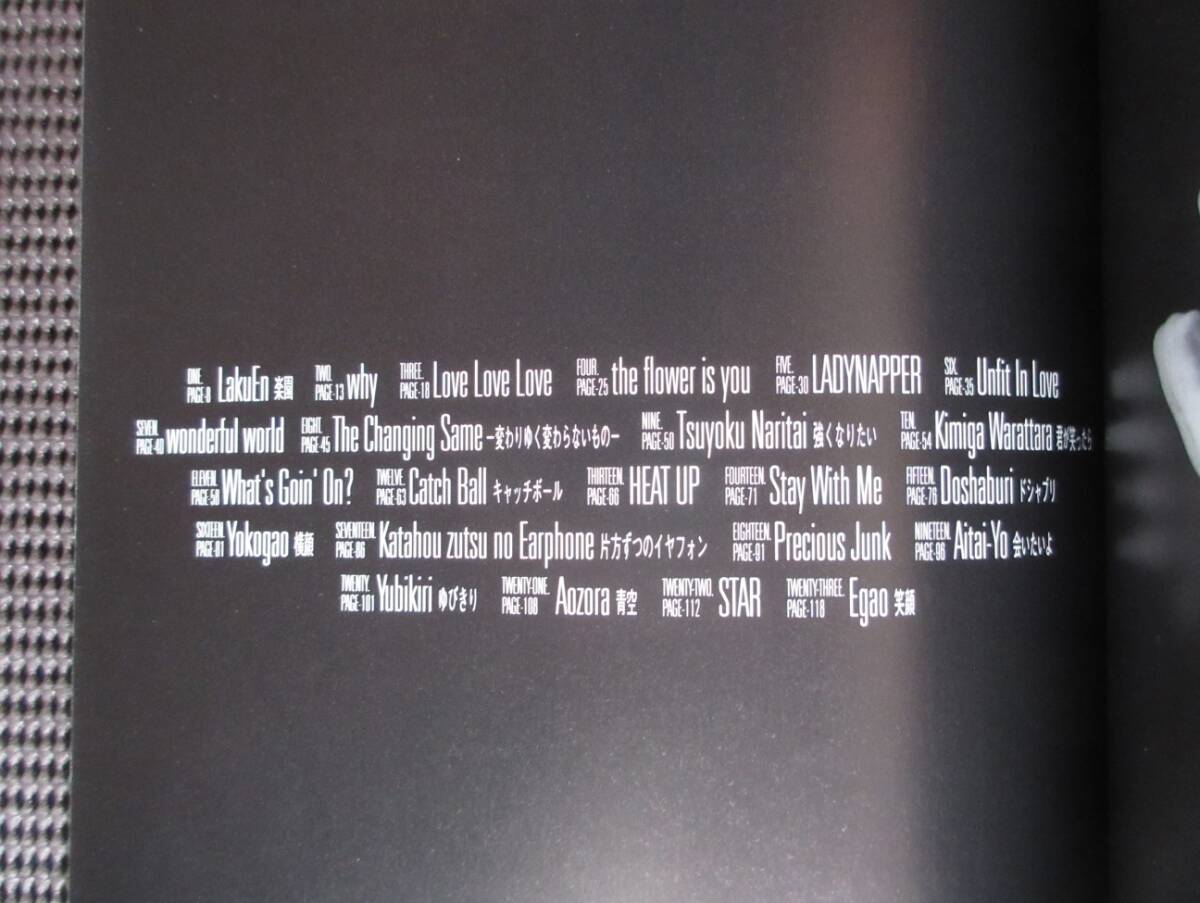 ONE. PAGE-8 LakuEn 楽園 TWO. PAGE-13 why THREE. PAGE-18 Love Love Love FOUR. PAGE-25 the flower is you FIVE. PAGE-30 LADYNAPPER SIX. PAGE-35 Unfit In Love
SEVEN. PAGE-40 wonderful world EIGHT. PAGE-45 The Changing Same -変わりゆく変わらないもの- NINE. PAGE-50 Tsuyoku Naritai 強くなりたい TEN. PAGE-54 Kimiga Warattara 君が笑ったら
ELEVEN. PAGE-58 What's Goin' On? TWELVE. PAGE-63 Catch Ball キャッチボール THIRTEEN. PAGE-66 HEAT UP FOURTEEN. PAGE-71 Stay With Me FIFTEEN. PAGE-76 Doshaburi ドシャブリ
SIXTEEN. PAGE-81 Yokogao 横顔 SEVENTEEN. PAGE-86 Katahou zutsu no Earphone 片方ずつのイヤフォン EIGHTEEN. PAGE-91 Precious Junk NINETEEN. PAGE-96 Aitai-Yo 会いたいよ
TWENTY. PAGE-101 Yubikiri ゆびきり TWENTY-ONE. PAGE-108 Aozora 青空 TWENTY-TWO. PAGE-112 STAR TWENTY-THREE. PAGE-118 Egao 笑顔